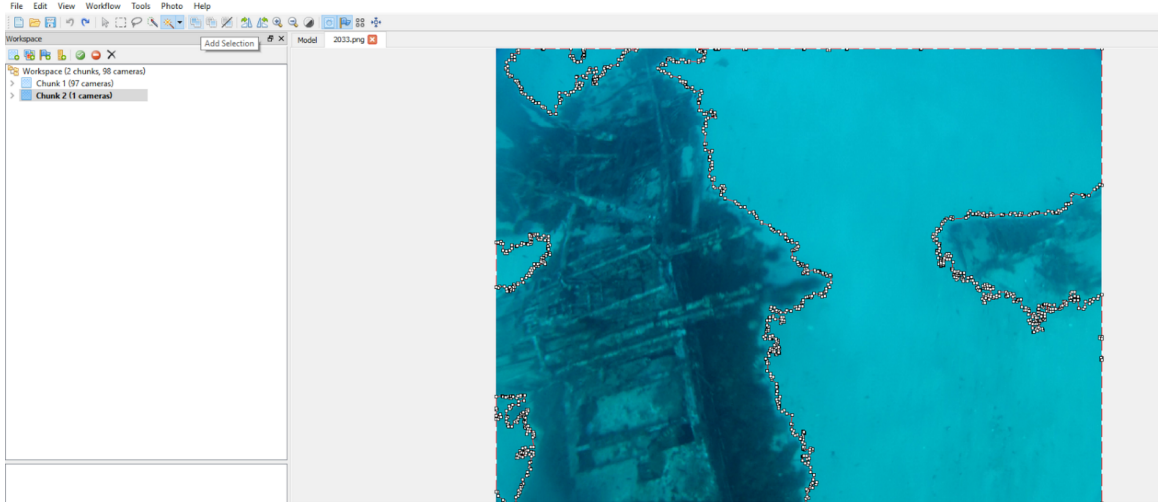 File Edit View Workflow Tools Photo Help
Workspace
Add Selection
Model 2033.png
Workspace (2 chunks, 98 cameras)
Chunk 1 (97 cameras)
Chunk 2 (1 cameras)